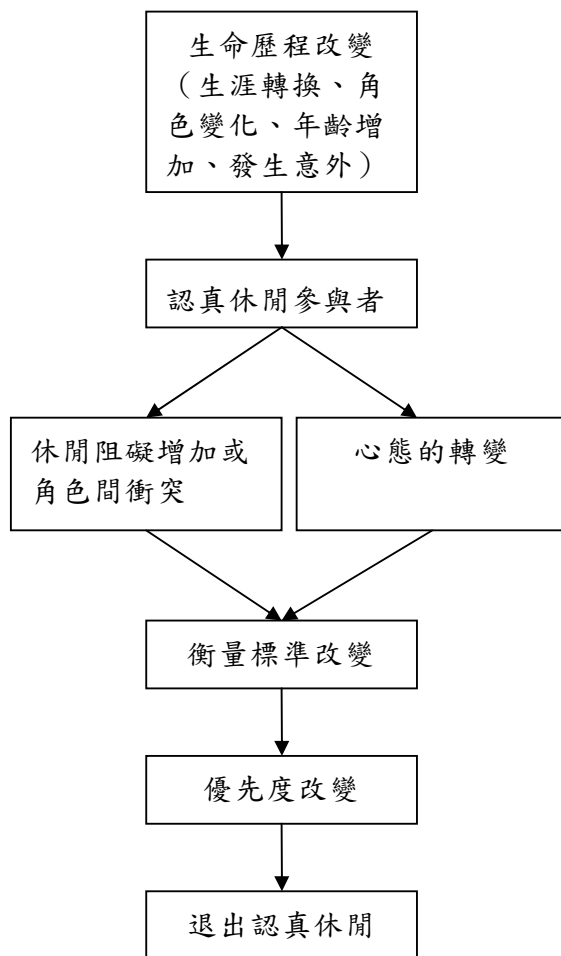 生命歷程改變
(生涯轉換、角
色變化、年齡增
加、發生意外)
認真休閒參與者
休閒阻礙增加或
角色間衝突
心態的轉變
衡量標準改變
優先度改變
退出認真休閒